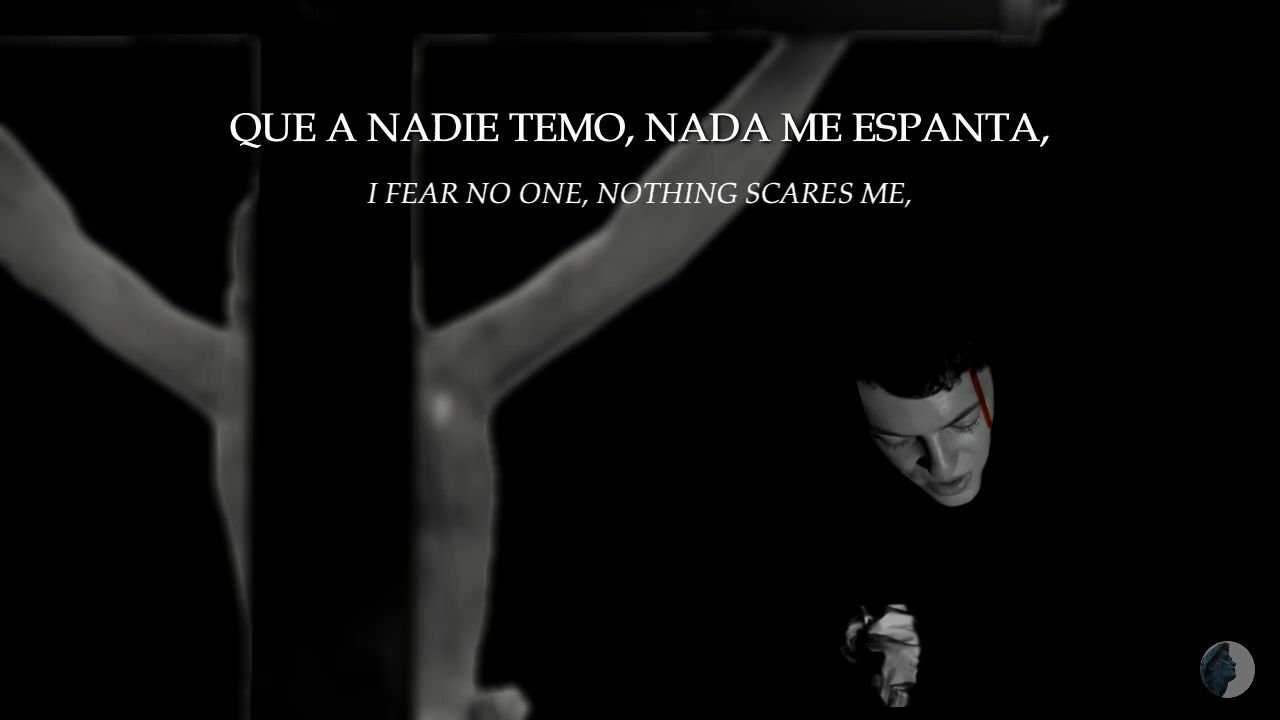 QUE A NADIE TEMO, NADA ME ESPANTA,
I FEAR NO ONE, NOTHING SCARES ME,